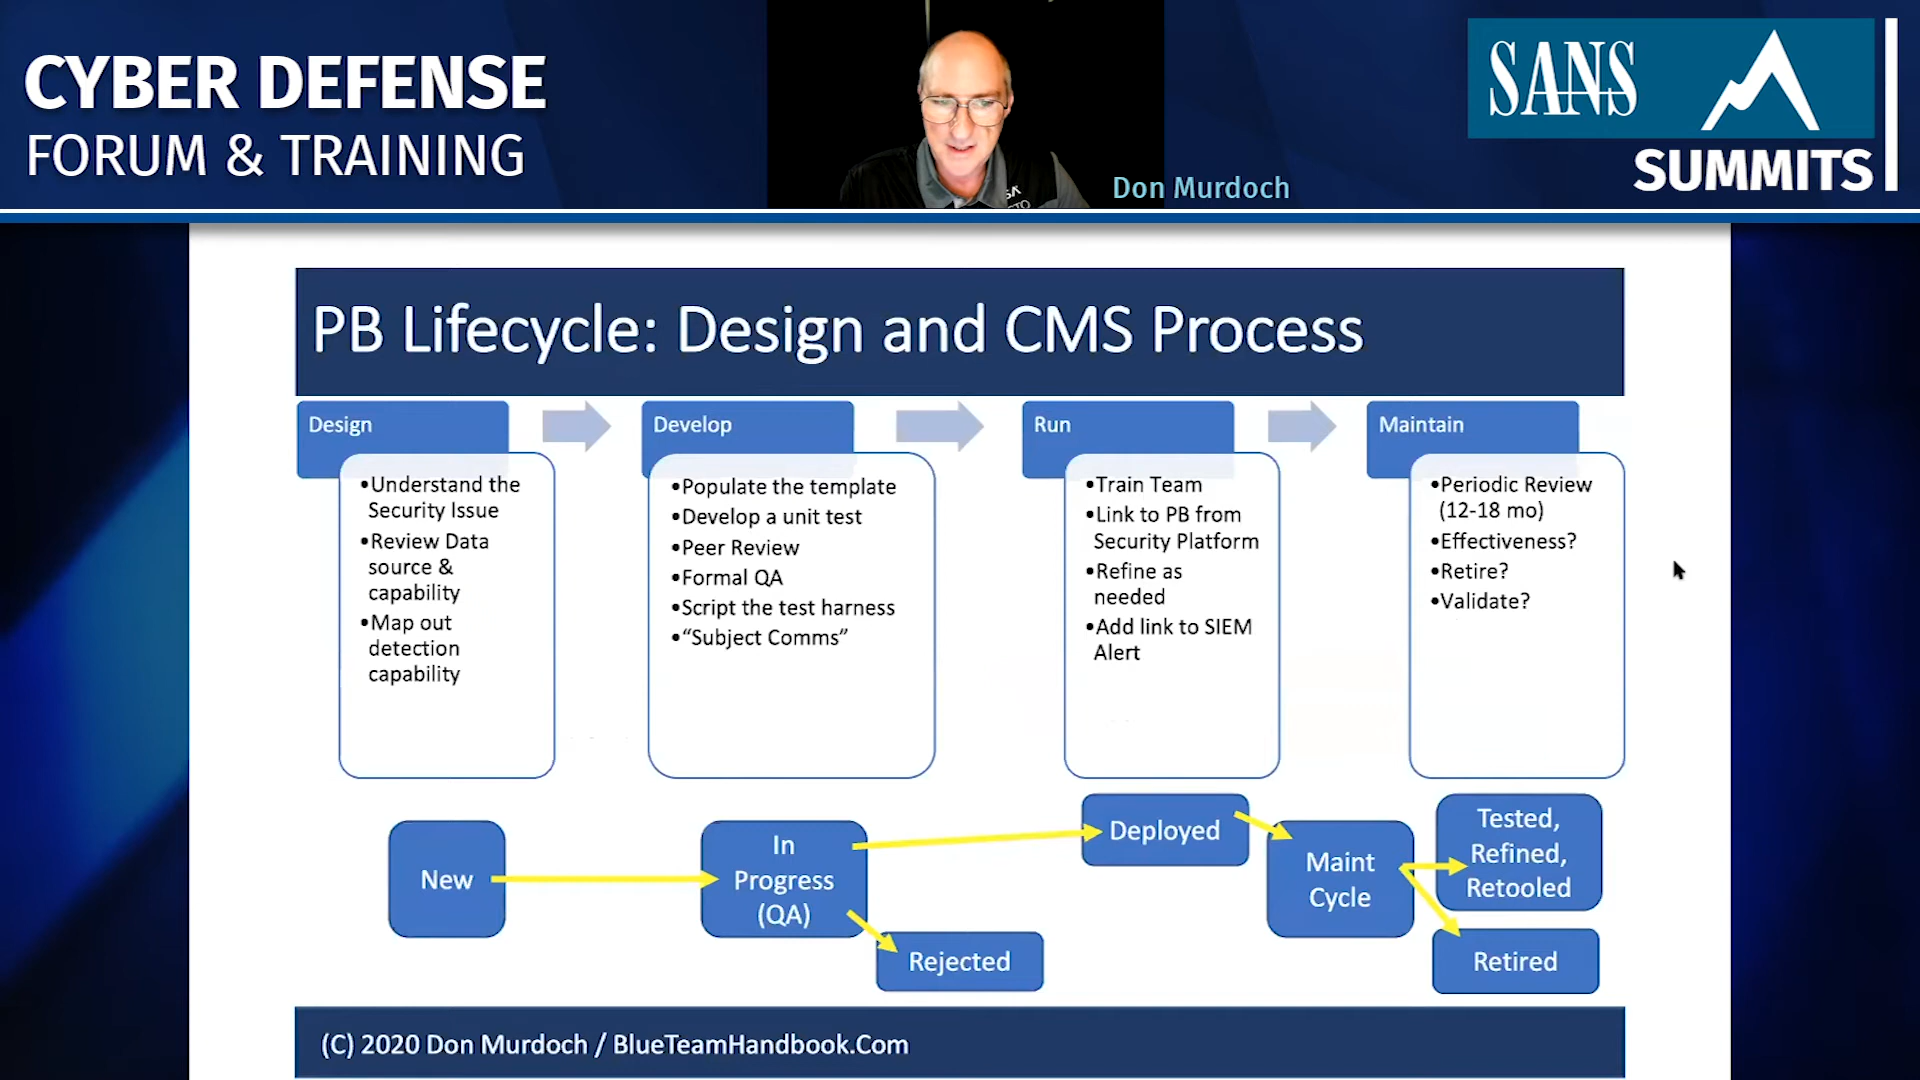 CYBER DEFENSE
FORUM & TRAINING
Don Murdoch
SANS
SUMMITS
PB Lifecycle: Design and CMS Process
Design
•Understand the
Security Issue
•Review Data
source &
capability
•Map out
detection
capability
Develop
•Populate the template
•Develop a unit test
•Peer Review
•Formal QA
•Script the test harness
•“Subject Comms”
Run
•Train Team
•Link to PB from
Security Platform
•Refine as
needed
•Add link to SIEM
Alert
Maintain
•Periodic Review
(12-18 mo)
•Effectiveness?
•Retire?
•Validate?
New
In
Progress
(QA)
Rejected
Deployed
Maint
Cycle
Tested,
Refined,
Retooled
Retired
(C) 2020 Don Murdoch / BlueTeamHandbook.Com